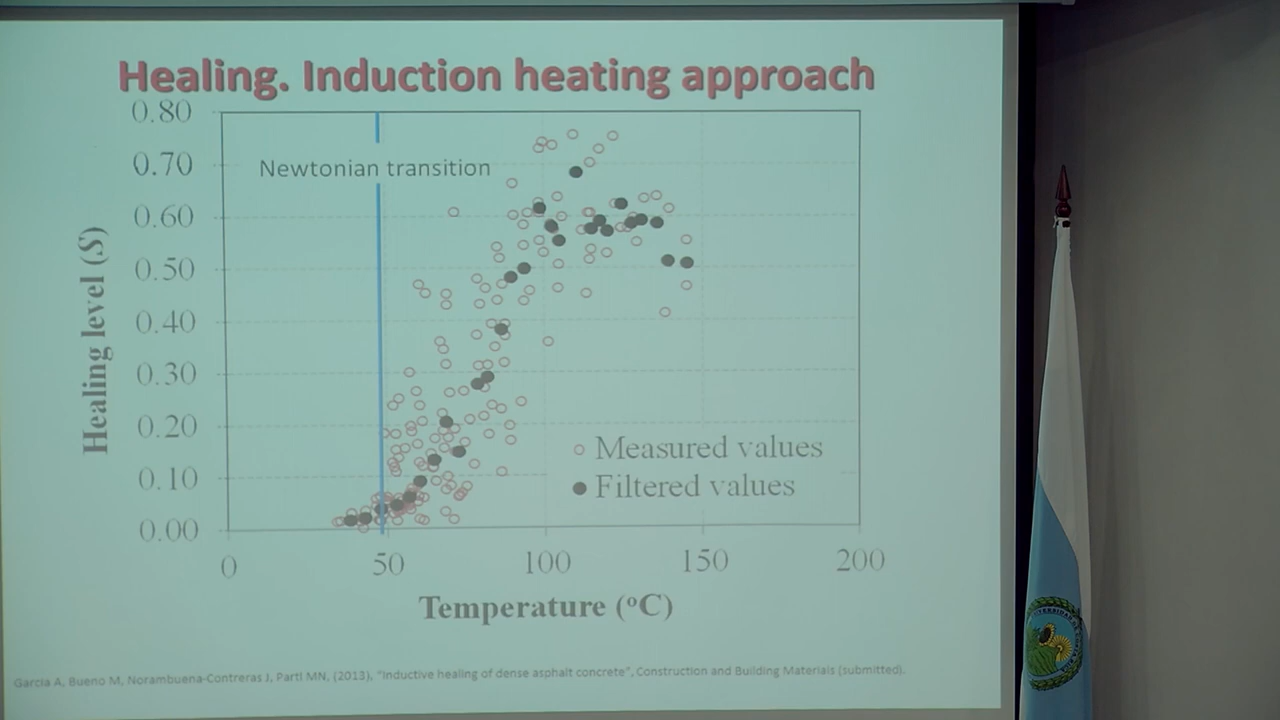 Healing. Induction heating approach
0.80
0.70
0.60
0.50
0.40
0.30
0.20
0.10
0.00
Healing level (S)
Newtonian transition
Measured values
Filtered values
0 50 100 150 200
Temperature (ºC)
Garcia A, Bueno M, Norambuena-Contreras J, Partl MN, (2013), "Inductive healing of dense asphalt concrete", Construction and Building Materials (submitted).